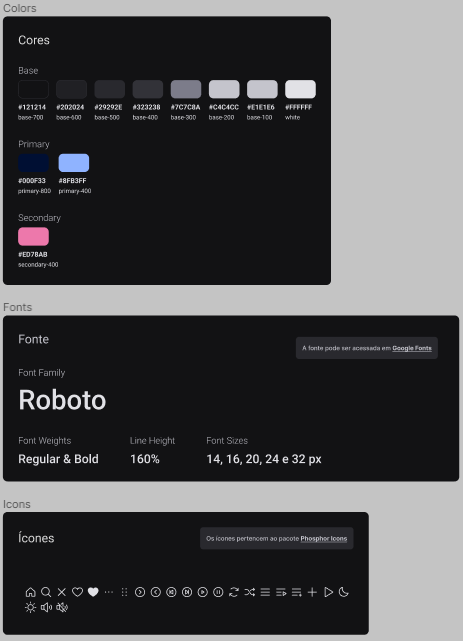 Colors
Cores
Base
#121214 #202024 #29292E #323238 #7C7C8A #C4C4CC #E1E1E6 #FFFFFF
base-700 base-600 base-500 base-400 base-300 base-200 base-100 white
Primary
#000F33 #8FB3FF
primary-800 primary-400
Secondary
#ED78AB
secondary-400
Fonts
Fonte
A fonte pode ser acessada em Google Fonts
Font Family
Roboto
Font Weights Line Height Font Sizes
Regular & Bold 160% 14, 16, 20, 24 e 32 px
Icons
Ícones
Os ícones pertencem ao pacote Phosphor Icons